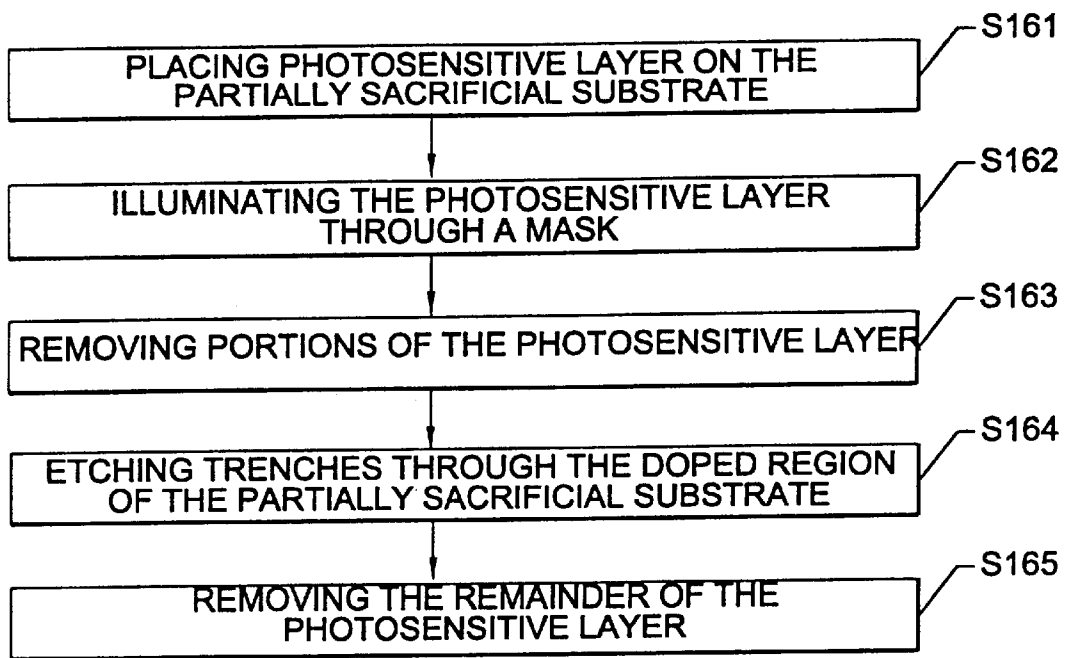 S161
PLACING PHOTOSENSITIVE LAYER ON THE
PARTIALLY SACRIFICIAL SUBSTRATE
S162
ILLUMINATING THE PHOTOSENSITIVE LAYER
THROUGH A MASK
S163
REMOVING PORTIONS OF THE PHOTOSENSITIVE LAYER
S164
ETCHING TRENCHES THROUGH THE DOPED REGION
OF THE PARTIALLY SACRIFICIAL SUBSTRATE
S165
REMOVING THE REMAINDER OF THE
PHOTOSENSITIVE LAYER